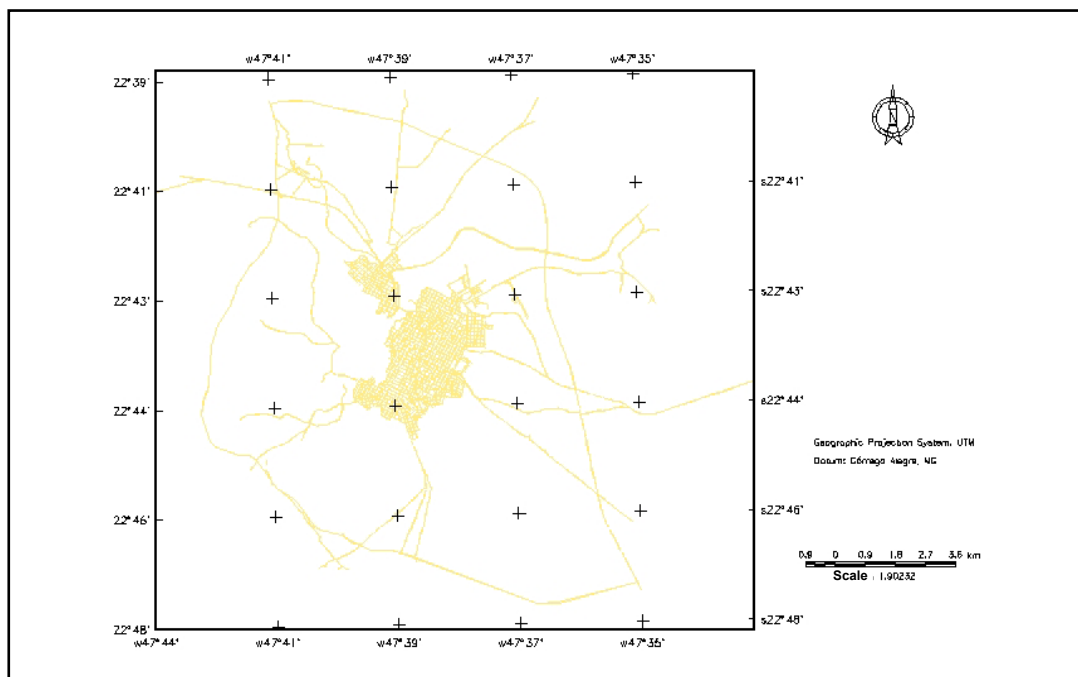 w47°41' w47°39' w47°37' w47°35'
22°39'
22°41' s22°41'
22°43' s22°43'
22°44' s22°44'
22°46' s22°46'
22°48' s22°48'
w47°44' w47°41' w47°39' w47°37' w47°35'
N
Geographic Projection System, UTM
Datum: Córrego Alegre, MG
0.9 0 0.9 1.8 2.7 3.6 km
Scale : 1.90232